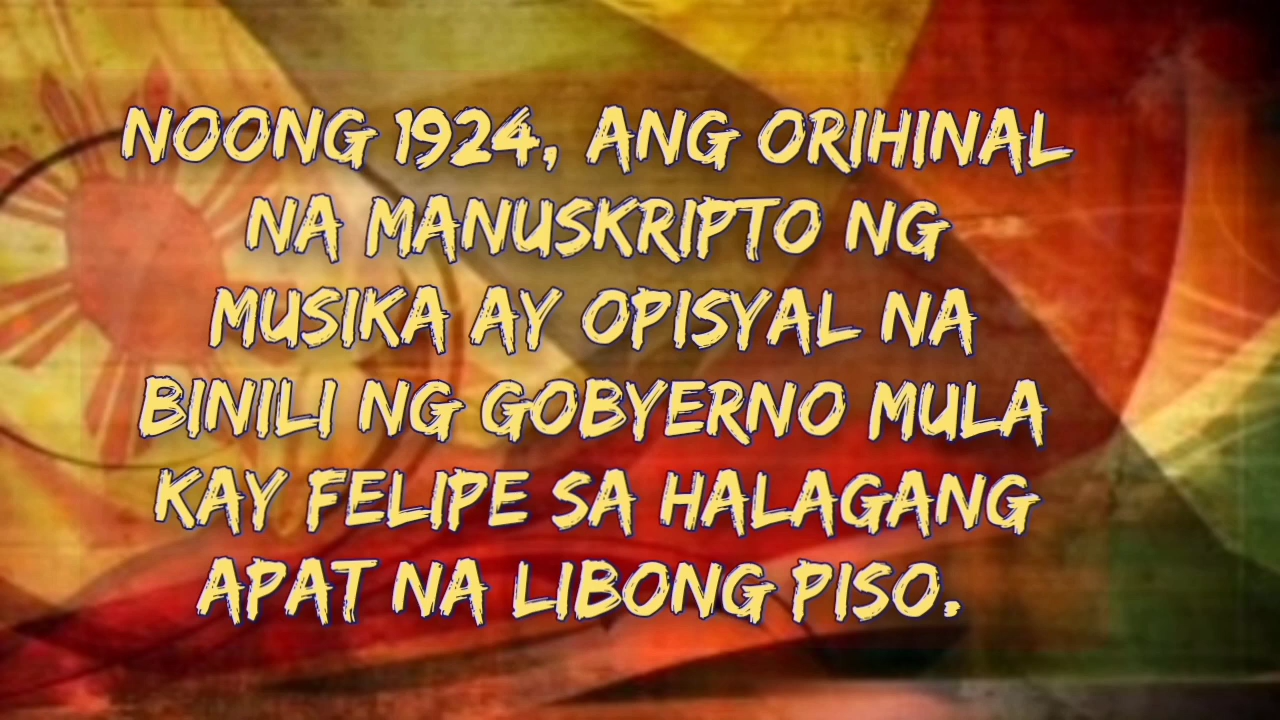 NOONG 1924, ANG ORIHINAL
NA MANUSKRIPTO NG
MUSIKA AY OPISYAL NA
BINILI NG GOBYERNO MULA
KAY FELIPE SA HALAGANG
APAT NA LIBONG PISO.